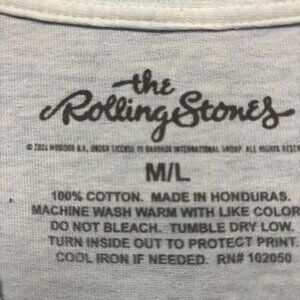 the
Rolling Stones
© 2024 MUSIDOR B.V., UNDER LICENSE TO BRAVADO INTERNATIONAL GROUP. ALL RIGHTS
M/L
100% COTTON. MADE IN HONDURAS.
MACHINE WASH WARM WITH LIKE COLOR
DO NOT BLEACH. TUMBLE DRY LOW.
TURN INSIDE OUT TO PROTECT PRINT
COOL IRON IF NEEDED. RN# 102050